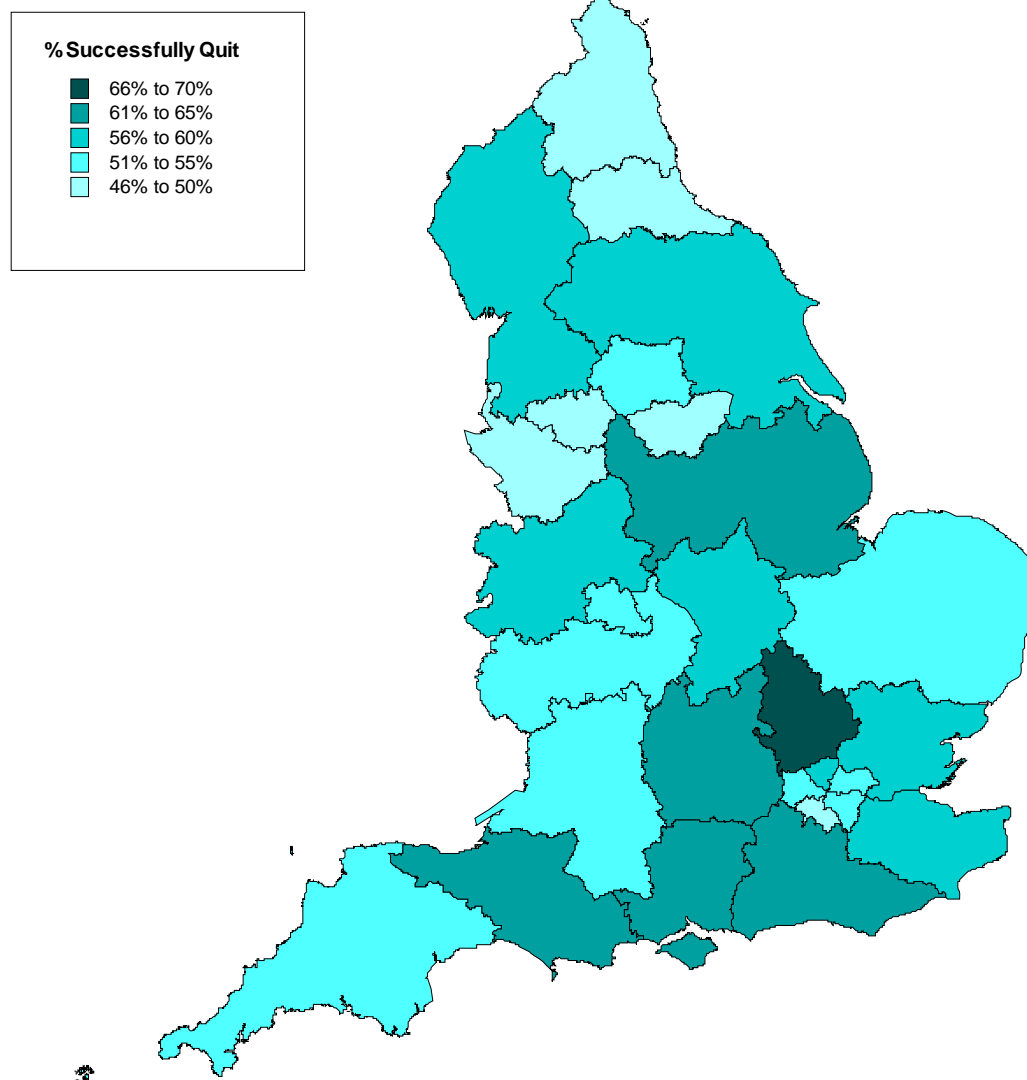 % Successfully Quit
66% to 70%
61% to 65%
56% to 60%
51% to 55%
46% to 50%